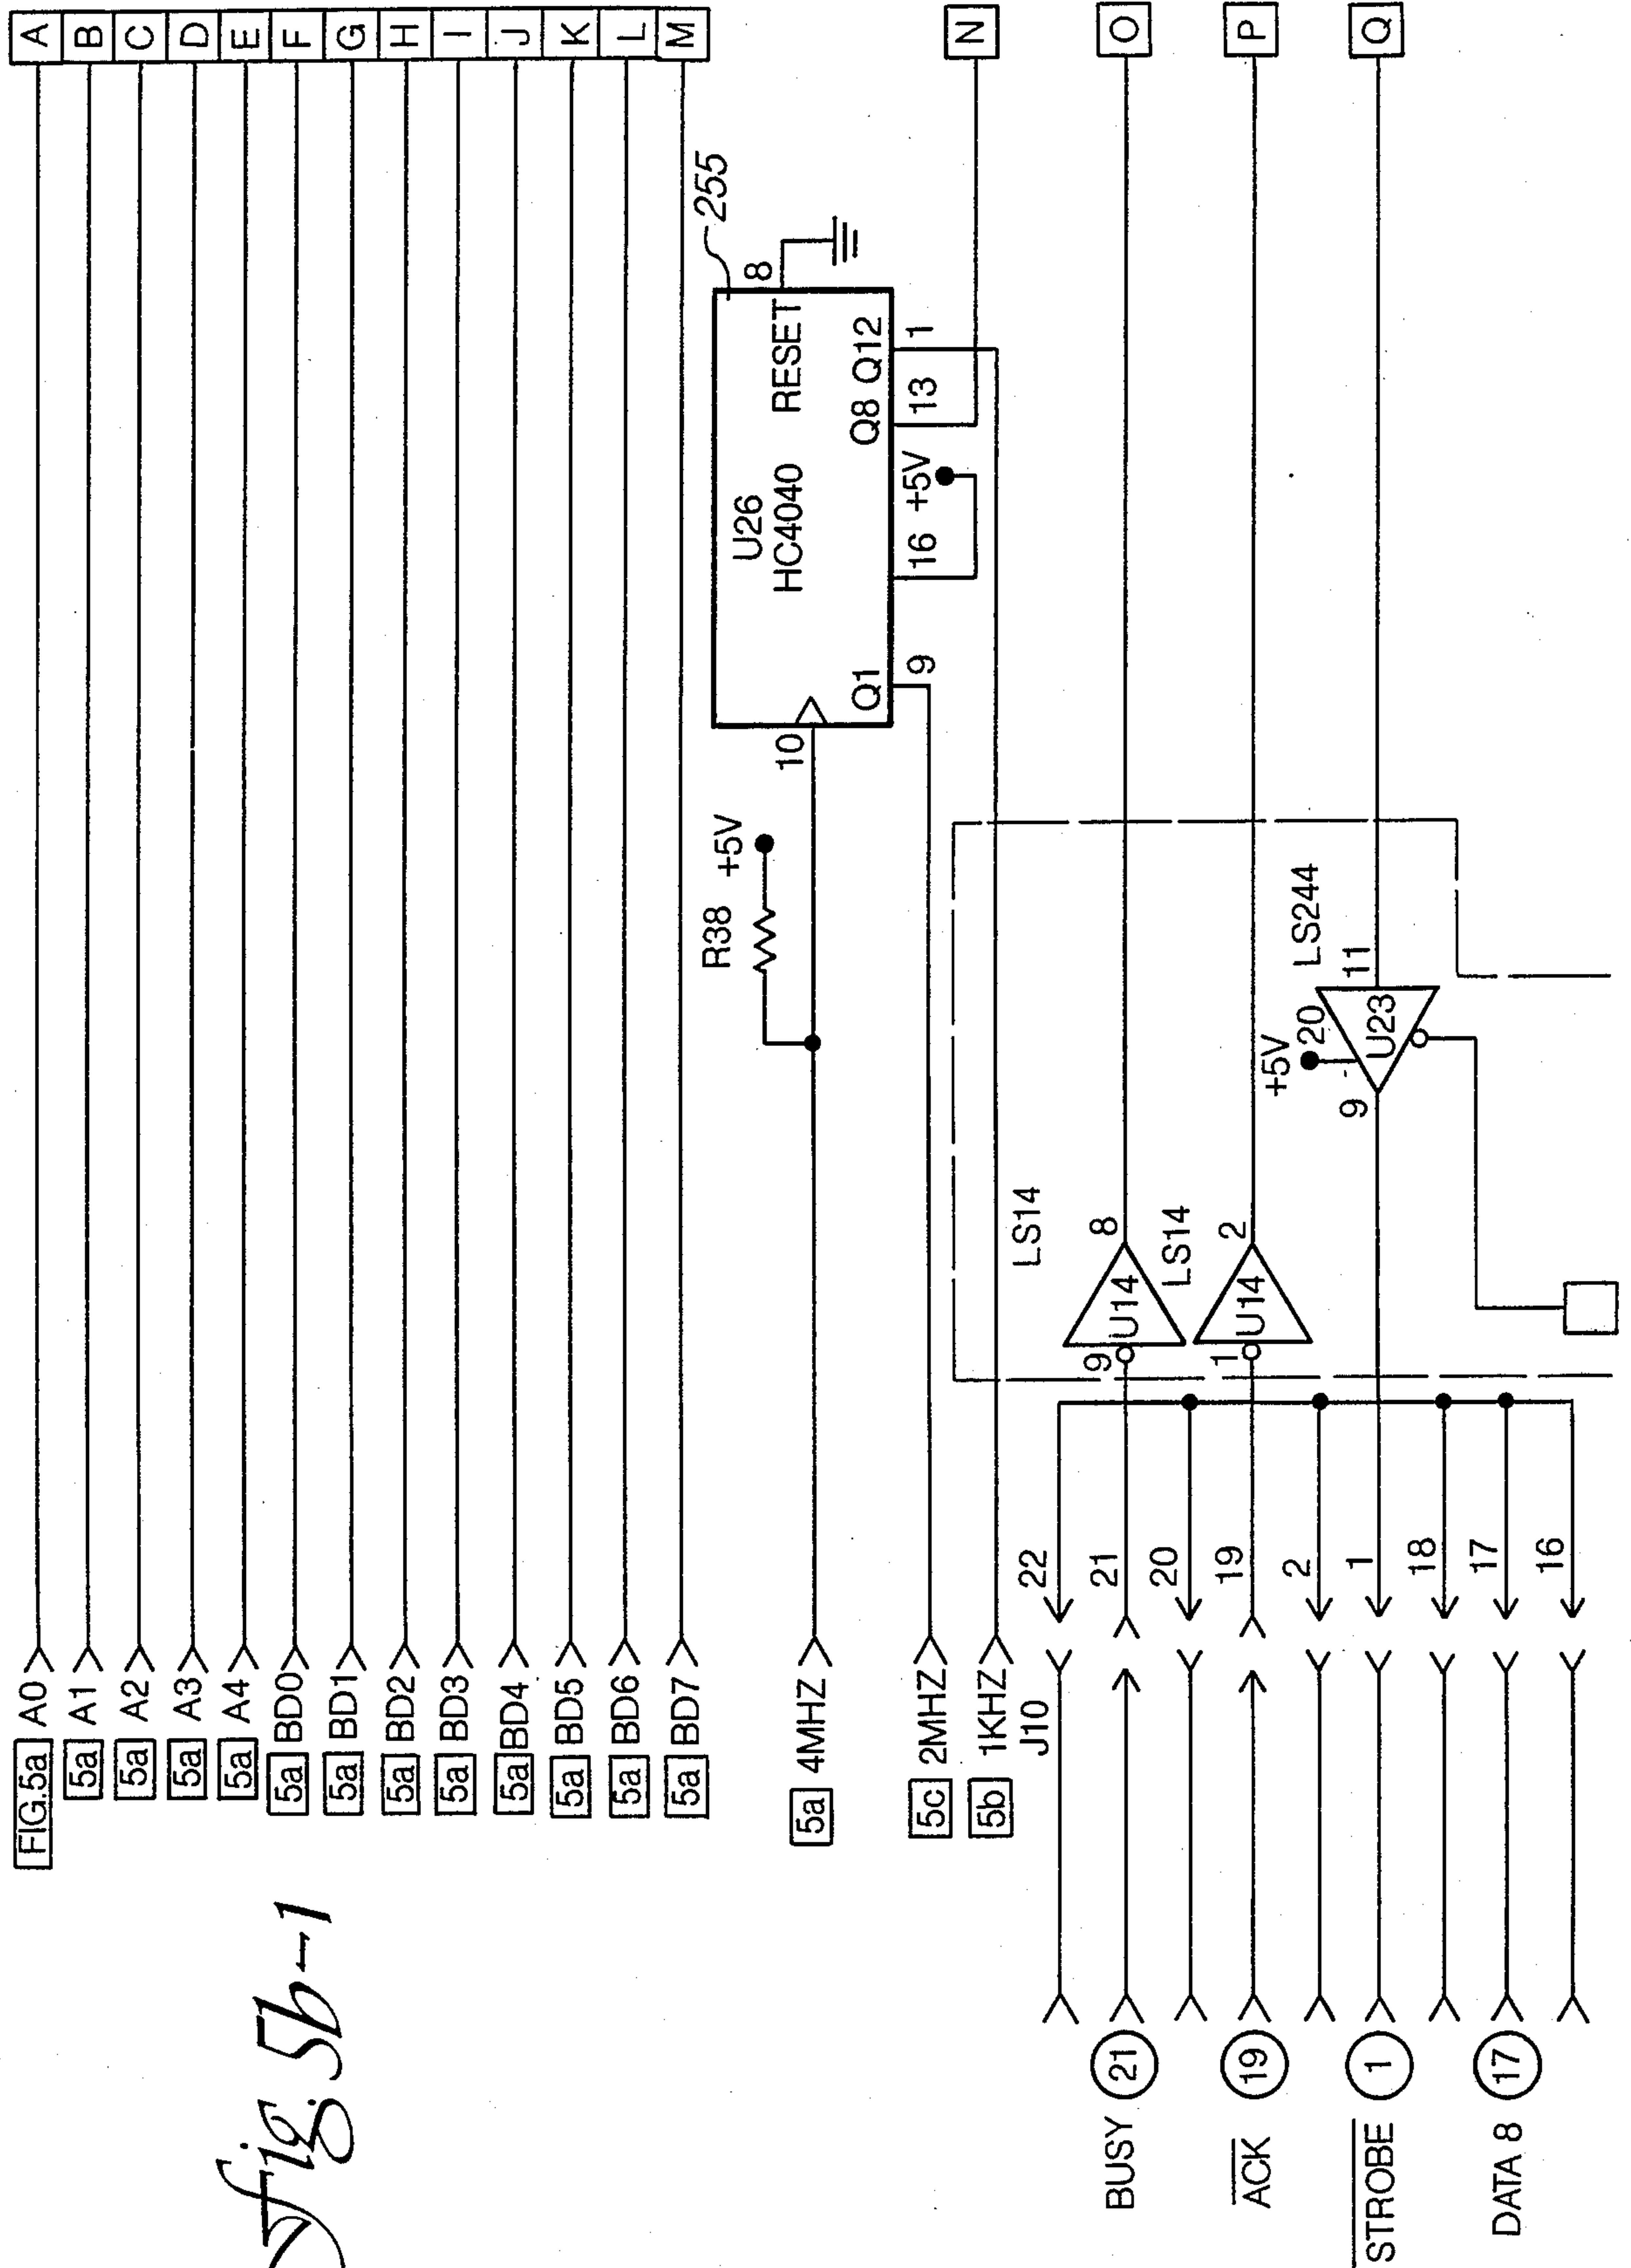 fig. 5b-1
FIG.5a A0 A
5a A1 B
5a A2 C
5a A3 D
5a A4 E
5a BD0 F
5a BD1 G
5a BD2 H
5a BD3 I
5a BD4 J
5a BD5 K
5a BD6 L
5a BD7 M
255
U26
HC4040
RESET 8
R38 +5V
5a 4MHZ 10
Q1 Q8 Q12
9 16 +5V 13 1
5c 2MHZ
5b 1KHZ N
J10 22 LS14
BUSY 21 21 9 U14 8 O
20 LS14
ACK 19 19 1 U14 2 P
2 +5V 20 LS244
STROBE 1 1 9 U23 11 Q
18
DATA 8 17 17
16